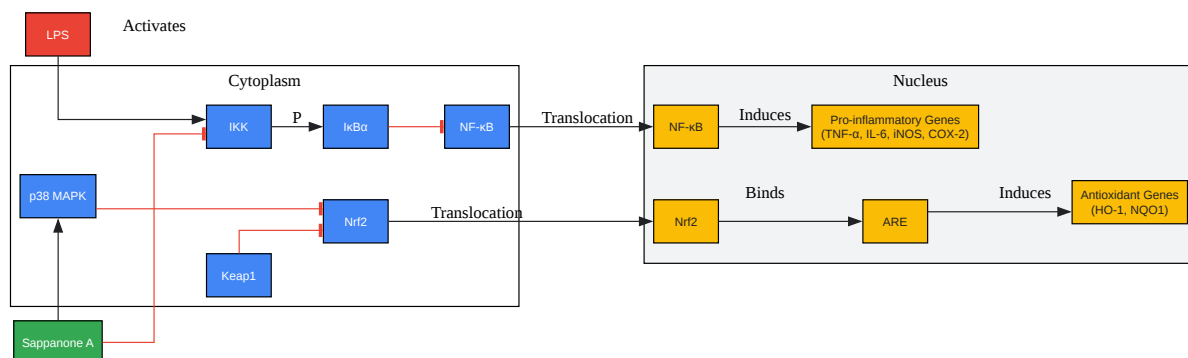 LPS
Activates
Cytoplasm
Nucleus
IKK
P
IκBα
NF-κB
Translocation
NF-κB
Induces
Pro-inflammatory Genes
(TNF-α, IL-6, iNOS, COX-2)
p38 MAPK
Nrf2
Translocation
Nrf2
Binds
ARE
Induces
Antioxidant Genes
(HO-1, NQO1)
Keap1
Sappanone A